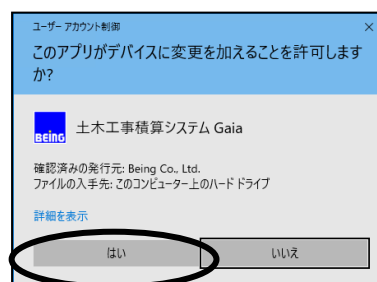 ユーザー アカウント制御
×
このアプリがデバイスに変更を加えることを許可します
か?
BEING
土木工事積算システム Gaia
確認済みの発行元: Being Co., Ltd.
ファイルの入手先: このコンピューター上のハード ドライブ
詳細を表示
はい
いいえ